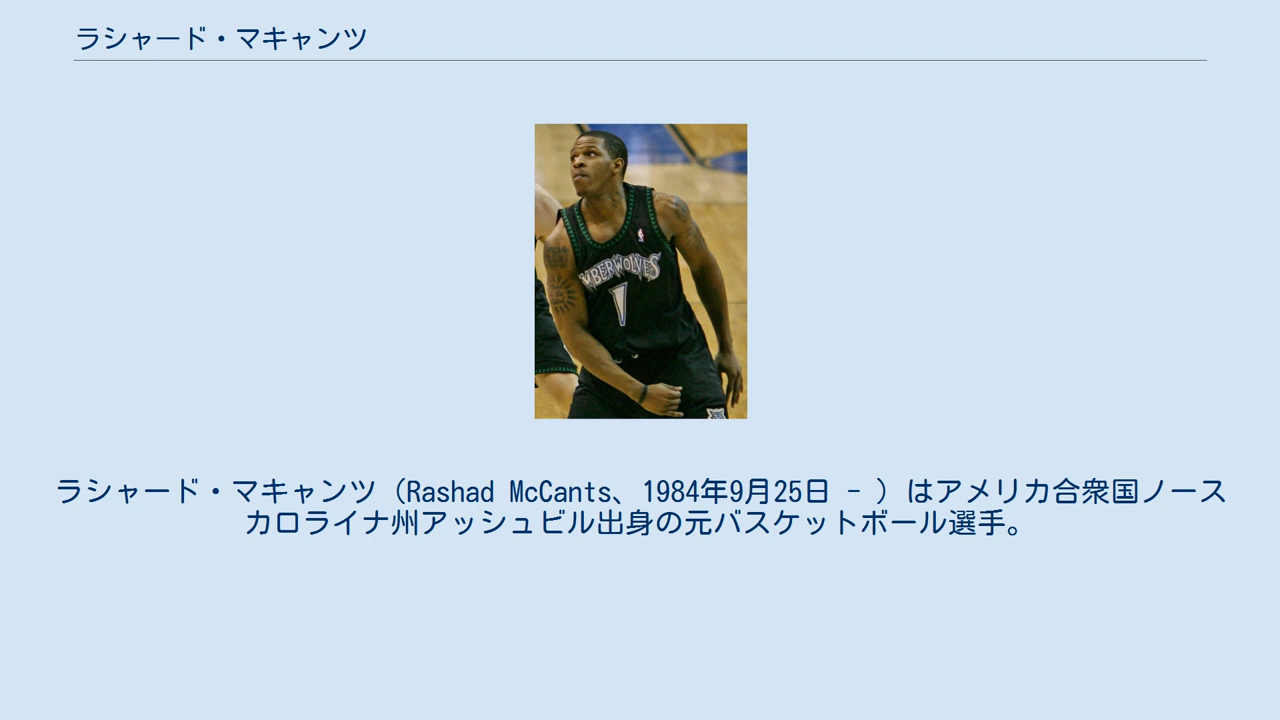 ラシャード・マキャンツ
MBERWOLVES
1
ラシャード・マキャンツ（Rashad McCants、1984年9月25日 - ）はアメリカ合衆国ノース
カロライナ州アッシュビル出身の元バスケットボール選手。